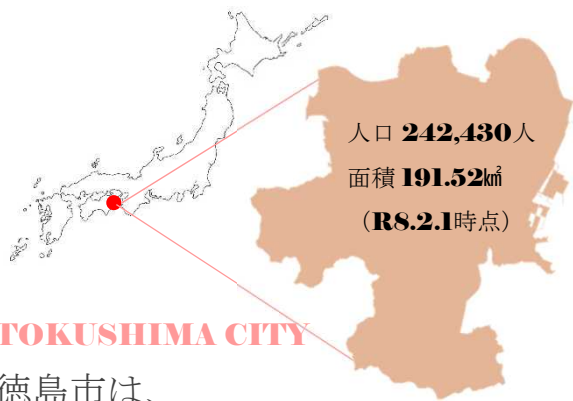 人口 242,430人
面積 191.52㎢
（R8.2.1時点）
TOKUSHIMA CITY
徳島市は、